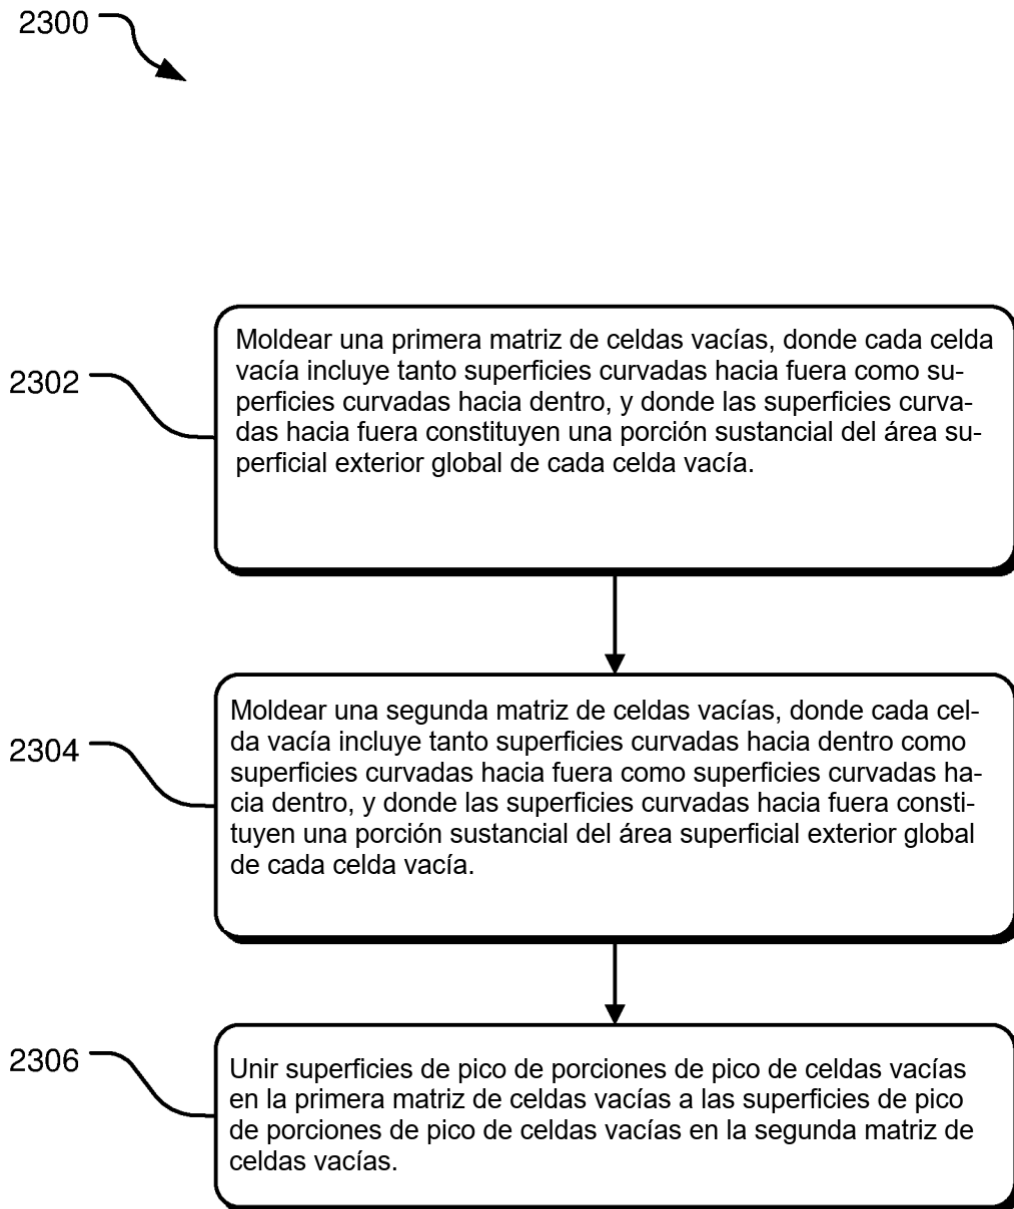 2300
2302
Moldear una primera matriz de celdas vacías, donde cada celda
vacía incluye tanto superficies curvadas hacia fuera como su-
perficies curvadas hacia dentro, y donde las superficies curva-
das hacia fuera constituyen una porción sustancial del área su-
perficial exterior global de cada celda vacía.
2304
Moldear una segunda matriz de celdas vacías, donde cada cel-
da vacía incluye tanto superficies curvadas hacia dentro como
superficies curvadas hacia fuera como superficies curvadas ha-
cia dentro, y donde las superficies curvadas hacia fuera consti-
tuyen una porción sustancial del área superficial exterior global
de cada celda vacía.
2306
Unir superficies de pico de porciones de pico de celdas vacías
en la primera matriz de celdas vacías a las superficies de pico
de porciones de pico de celdas vacías en la segunda matriz de
celdas vacías.